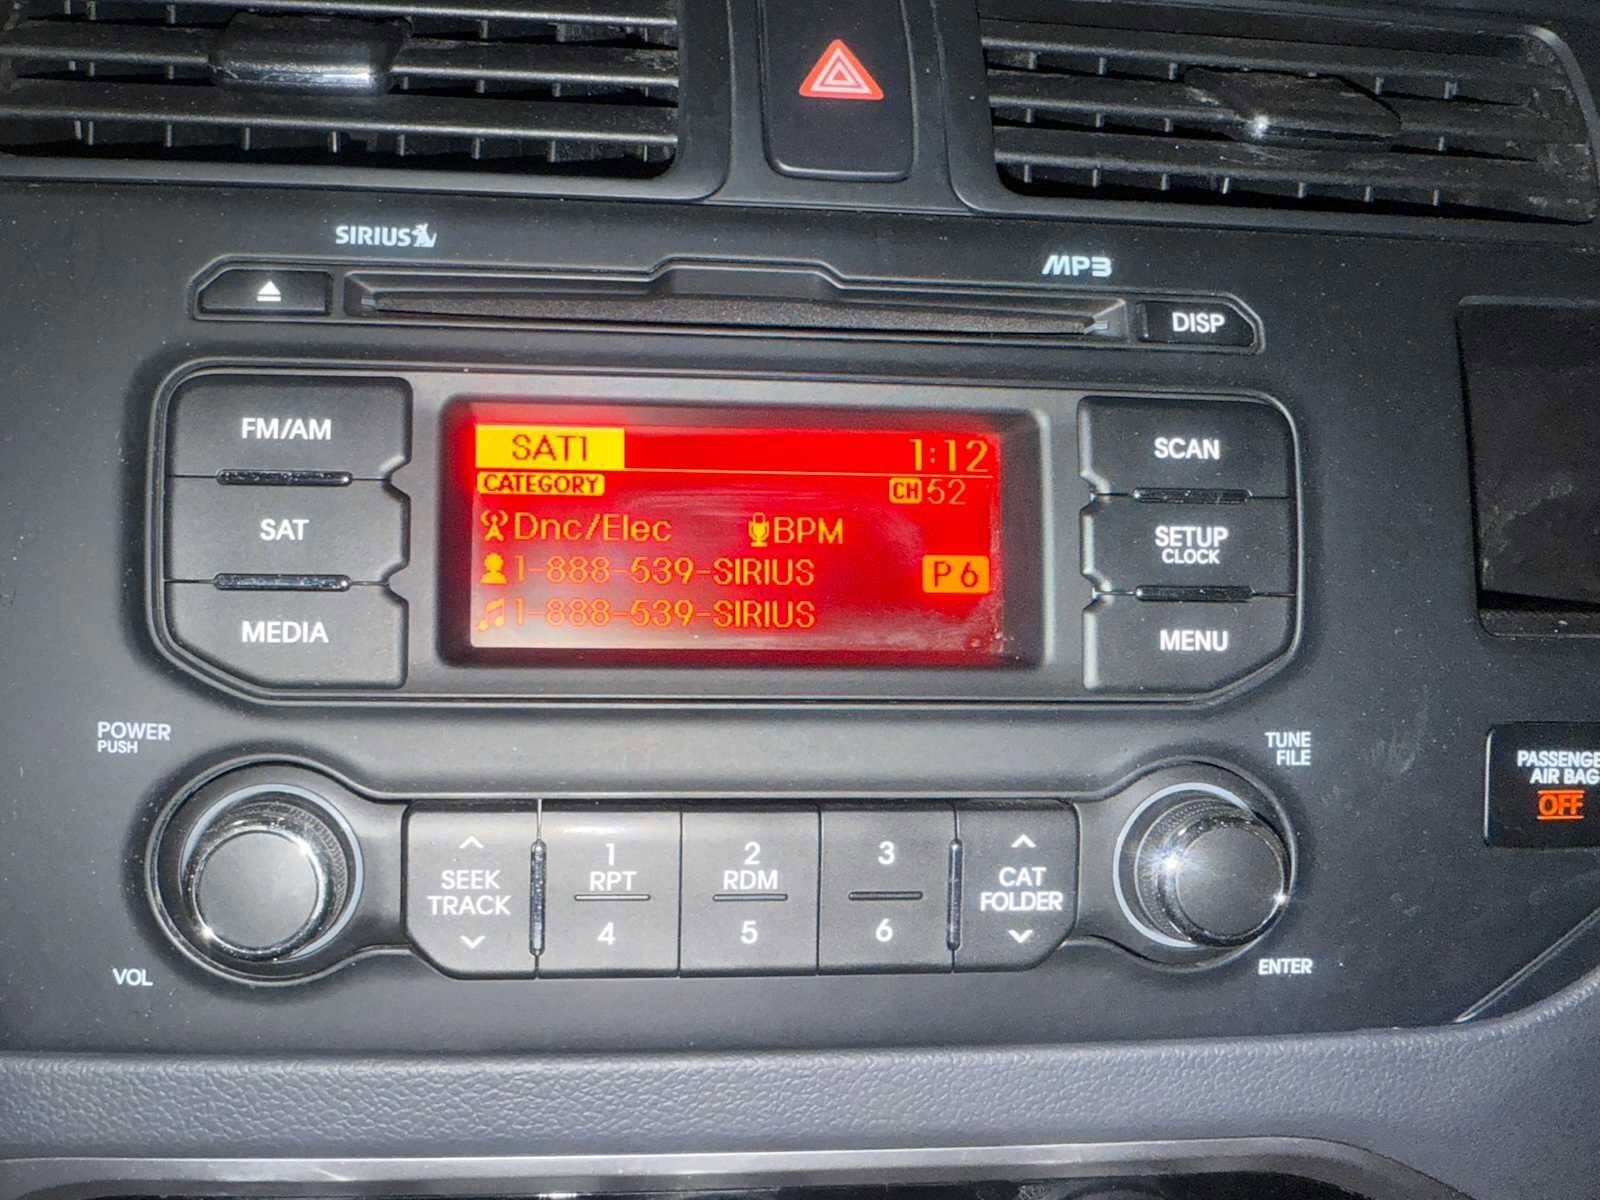 SIRIUS
MP3
DISP
FM/AM
SAT
MEDIA
SAT1 1:12
CATEGORY CH 52
Dnc/Elec BPM
1-888-539-SIRIUS P6
1-888-539-SIRIUS
SCAN
SETUP
CLOCK
MENU
POWER
PUSH
VOL
SEEK
TRACK
1
RPT
4
2
RDM
5
3
6
CAT
FOLDER
TUNE
FILE
ENTER
PASSENGE
AIR BAG
OFF